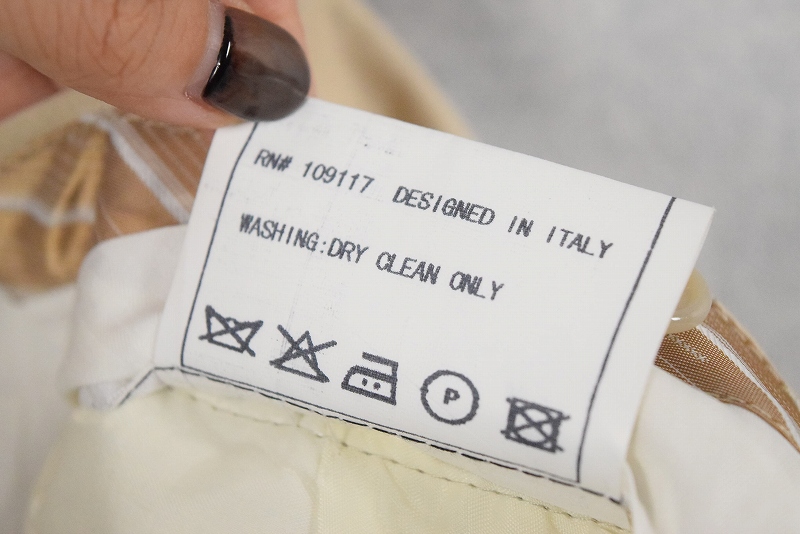 RN# 109117 DESIGNED IN ITALY
WASHING:DRY CLEAN ONLY
P